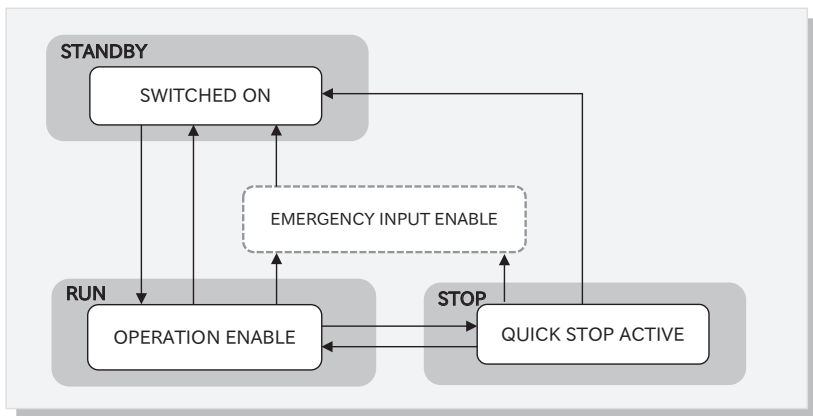 STANDBY
SWITCHED ON
EMERGENCY INPUT ENABLE
RUN
OPERATION ENABLE
STOP
QUICK STOP ACTIVE